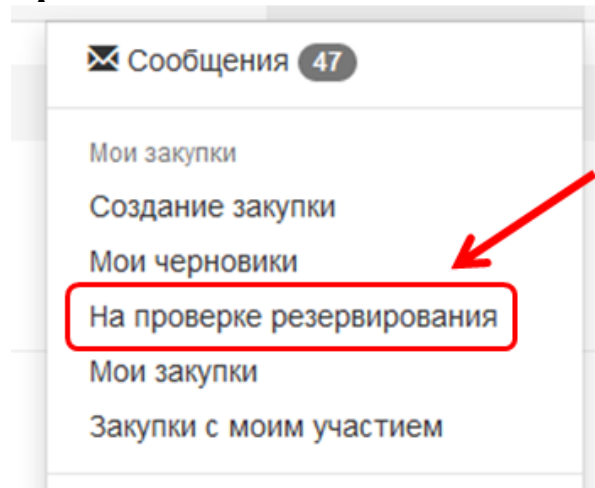 Сообщения 47
Мои закупки
Создание закупки
Мои черновики
На проверке резервирования
Мои закупки
Закупки с моим участием